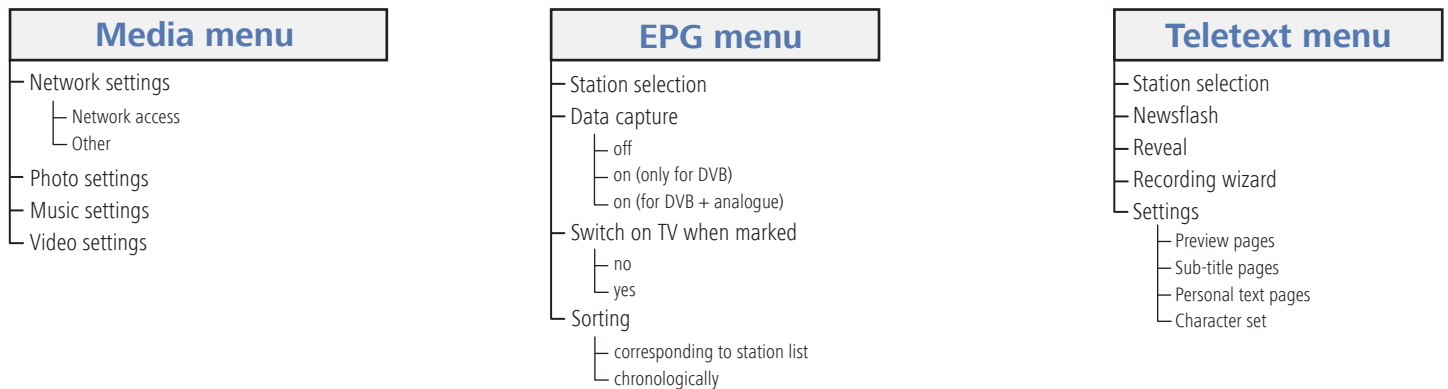 Media menu
Network settings
Network access
Other
Photo settings
Music settings
Video settings
EPG menu
Station selection
Data capture
off
on (only for DVB)
on (for DVB + analogue)
Switch on TV when marked
no
yes
Sorting
corresponding to station list
chronologically
Teletext menu
Station selection
Newsflash
Reveal
Recording wizard
Settings
Preview pages
Sub-title pages
Personal text pages
Character set